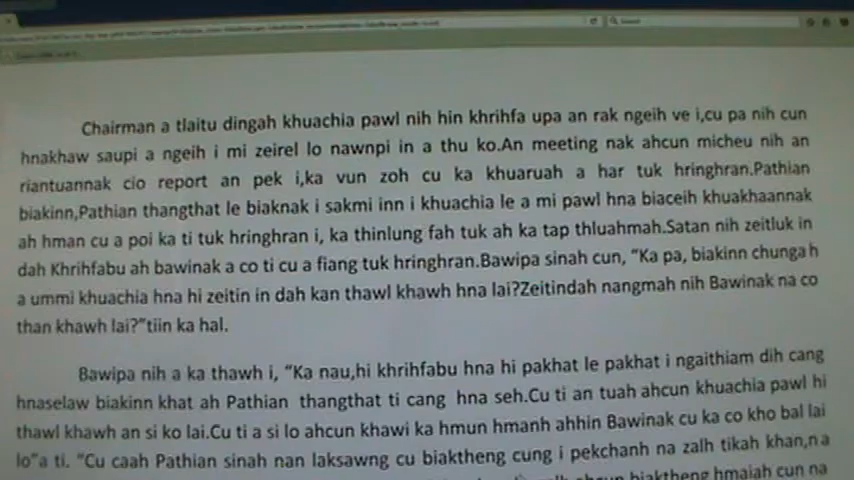 Chairman a tlaitu dingah khuachia pawl nih hin khrihfa upa an rak ngeih ve i,cu pa nih cun
hnakhaw saupi a ngeih i mi zeirel lo nawnpi in a thu ko.An meeting nak ahcun micheu nih an
riantuannak cio report an pek i,ka vun zoh cu ka khuaruah a har tuk hringhran.Pathian
biakinn,Pathian thangthat le biaknak i sakmi inn i khuachia le a mi pawl hna biaceih khuakhaannak
ah hman cu a poi ka ti tuk hringhran i, ka thinlung fah tuk ah ka tap thluahmah.Satan nih zeitluk in
dah Khrihfabu ah bawinak a co ti cu a fiang tuk hringhran.Bawipa sinah cun, “Ka pa, biakinn chungah
a ummi khuachia hna hi zeitin in dah kan thawl khawh hna lai?Zeitindah nangmah nih Bawinak na co
than khawh lai?”tiin ka hal.
Bawipa nih a ka thawh i, “Ka nau,hi khrihfabu hna hi pakhat le pakhat i ngaithiam dih cang
hnaselaw biakinn khat ah Pathian thangthat ti cang hna seh.Cu ti an tuah ahcun khuachia pawl hi
thawl khawh an si ko lai.Cu ti a si lo ahcun khawi ka hmun hmanh ahhin Bawinak cu ka co kho bal lai
lo”a ti. “Cu caah Pathian sinah nan laksawng cu biaktheng cung i pekchanh na zalh tikah khan,na
ahcun biaktheng hmaiah cun na